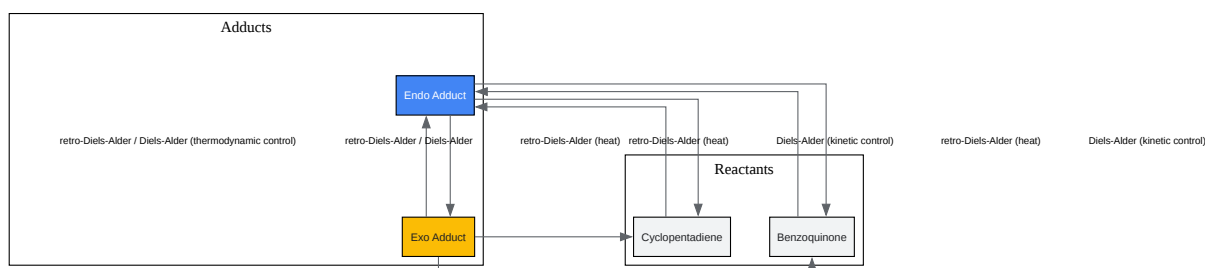 Adducts
Endo Adduct
retro-Diels-Alder / Diels-Alder (thermodynamic control)
retro-Diels-Alder / Diels-Alder
retro-Diels-Alder (heat)
retro-Diels-Alder (heat)
Diels-Alder (kinetic control)
retro-Diels-Alder (heat)
Diels-Alder (kinetic control)
Reactants
Exo Adduct
Cyclopentadiene
Benzoquinone